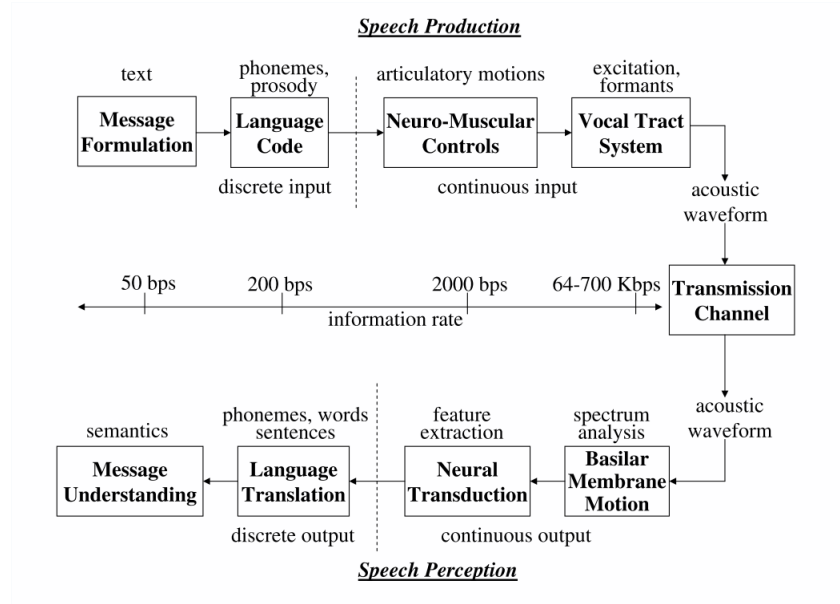 Speech Production
text
phonemes,
prosody
articulatory motions
excitation,
formants
Message
Formulation
Language
Code
Neuro-Muscular
Controls
Vocal Tract
System
discrete input
continuous input
acoustic
waveform
50 bps
200 bps
2000 bps
64-700 Kbps
information rate
Transmission
Channel
acoustic
waveform
semantics
phonemes, words
sentences
feature
extraction
spectrum
analysis
Message
Understanding
Language
Translation
Neural
Transduction
Basilar
Membrane
Motion
discrete output
continuous output
Speech Perception